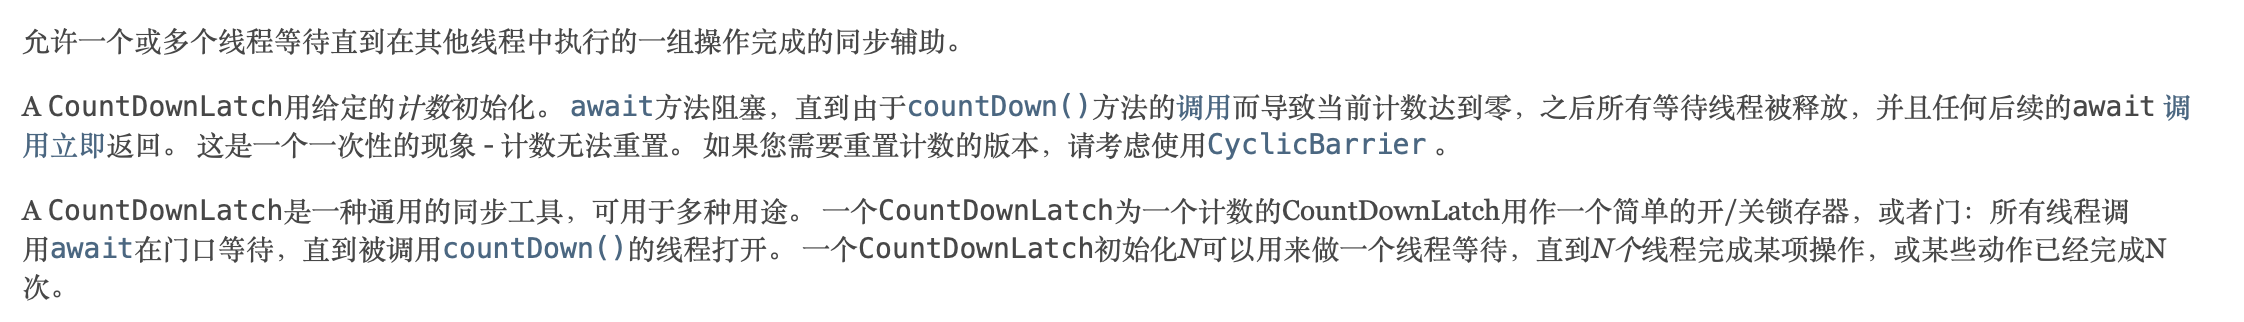 允许一个或多个线程等待直到在其他线程中执行的一组操作完成的同步辅助。
A CountDownLatch用给定的计数初始化。 await方法阻塞，直到由于countDown()方法的调用而导致当前计数达到零，之后所有等待线程被释放，并且任何后续的await 调
用立即返回。 这是一个一次性的现象 - 计数无法重置。 如果您需要重置计数的版本，请考虑使用CyclicBarrier 。
A CountDownLatch是一种通用的同步工具，可用于多种用途。 一个CountDownLatch为一个计数的CountDownLatch用作一个简单的开/关锁存器，或者门：所有线程调
用await在门口等待，直到被调用countDown()的线程打开。 一个CountDownLatch初始化N可以用来做一个线程等待，直到N个线程完成某项操作，或某些动作已经完成N
次。